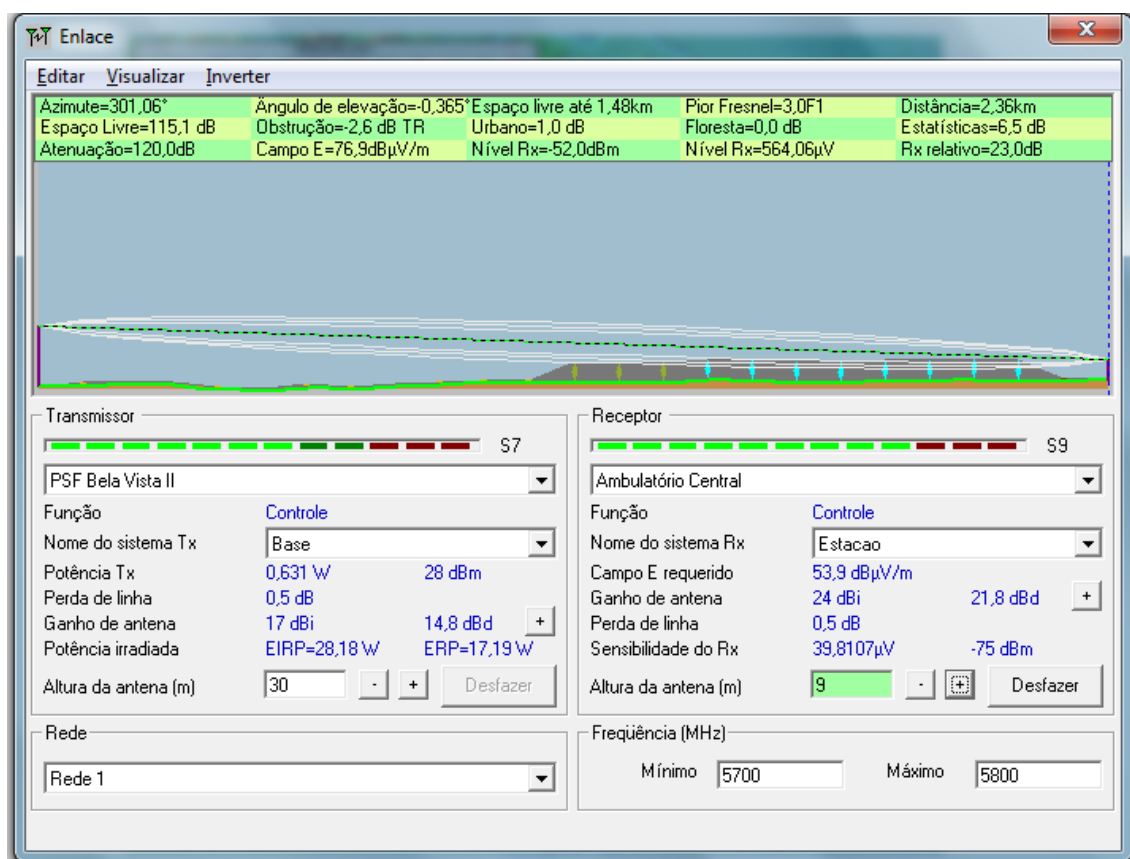 Enlace
Editar Visualizar Inverter
Azimute=301,06° Ângulo de elevação=-0,365° Espaço livre até 1,48km Pior Fresnel=3,0F1 Distância=2,36km
Espaço Livre=115,1 dB Obstrução=-2,6 dB TR Urbano=1,0 dB Floresta=0,0 dB Estatísticas=6,5 dB
Atenuação=120,0dB Campo E=76,9dBµV/m Nível Rx=-52,0dBm Nível Rx=564,06µV Rx relativo=23,0dB
Transmissor
S7
PSF Bela Vista II
Função Controle
Nome do sistema Tx Base
Potência Tx 0,631 W 28 dBm
Perda de linha 0,5 dB
Ganho de antena 17 dBi 14,8 dBd +
Potência irradiada EIRP=28,18 W ERP=17,19 W
Altura da antena (m) 30 - + Desfazer
Receptor
S9
Ambulatório Central
Função Controle
Nome do sistema Rx Estacao
Campo E requerido 53,9 dBµV/m
Ganho de antena 24 dBi 21,8 dBd +
Perda de linha 0,5 dB
Sensibilidade do Rx 39,8107µV -75 dBm
Altura da antena (m) 9 - + Desfazer
Rede
Rede 1
Freqüência (MHz)
Mínimo 5700 Máximo 5800